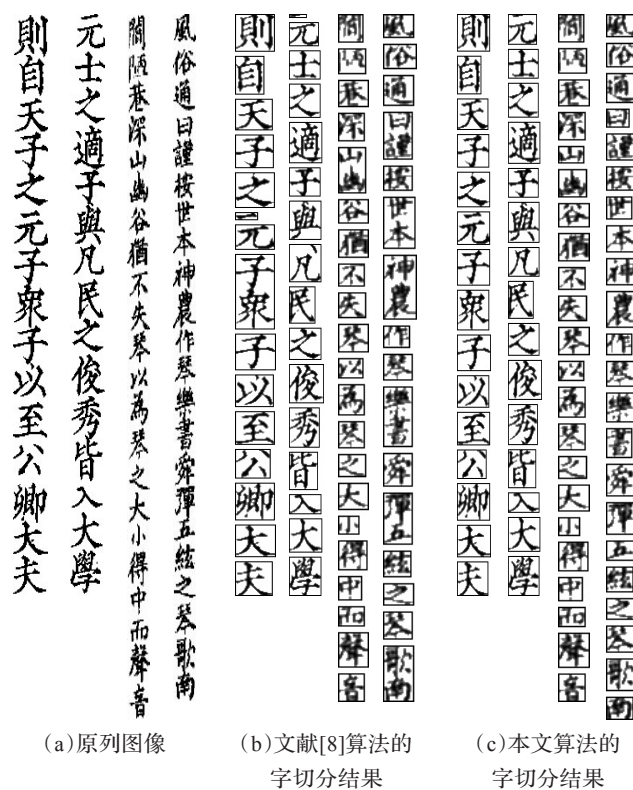 則自天子之元子衆子以至公卿大夫
元士之適子與凡民之俊秀皆入大學
閭陋巷深山幽谷猶不失琴以為琴之大小得中而聲音
風俗通曰謹按世本神農作琴樂書舜彈五絃之琴歌南
(a)原列图像
則自天子之元子衆子以至公卿大夫
元士之適子與凡民之俊秀皆入大學
閭陋巷深山幽谷猶不失琴以為琴之大小得中而聲音
風俗通曰謹按世本神農作琴樂書舜彈五絃之琴歌南
(b)文献[8]算法的
字切分结果
則自天子之元子衆子以至公卿大夫
元士之適子與凡民之俊秀皆入大學
閭陋巷深山幽谷猶不失琴以為琴之大小得中而聲音
風俗通曰謹按世本神農作琴樂書舜彈五絃之琴歌南
(c)本文算法的
字切分结果